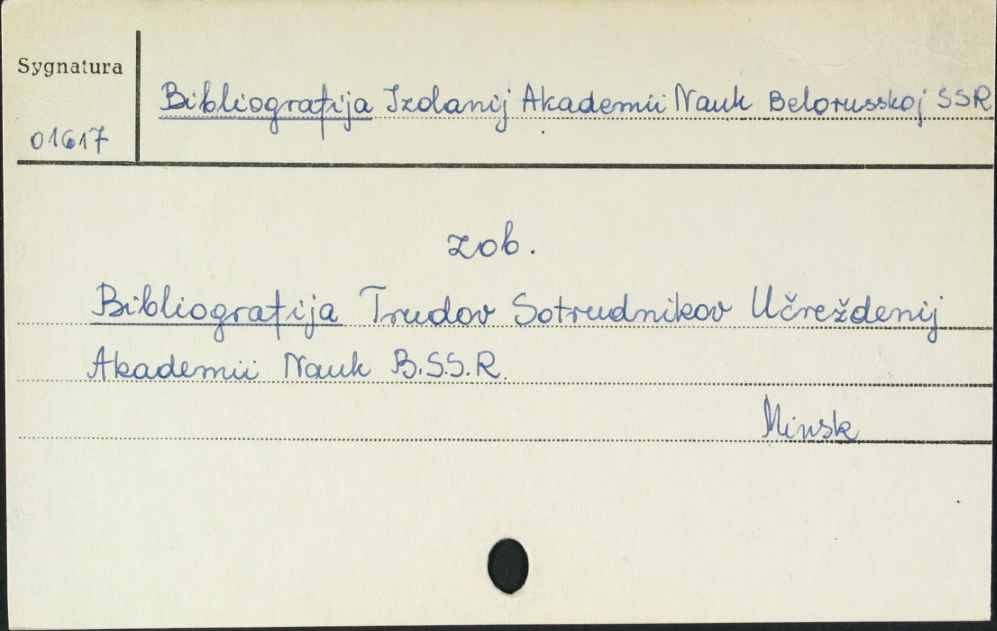 Sygnatura
01617
Bibliografija Izdanij Akademii Nauk Belorusskoj SSR
zob.
Bibliografija Trudov Sotrudnikov Učreždenij
Akademii Nauk B.S.S.R.
Minsk